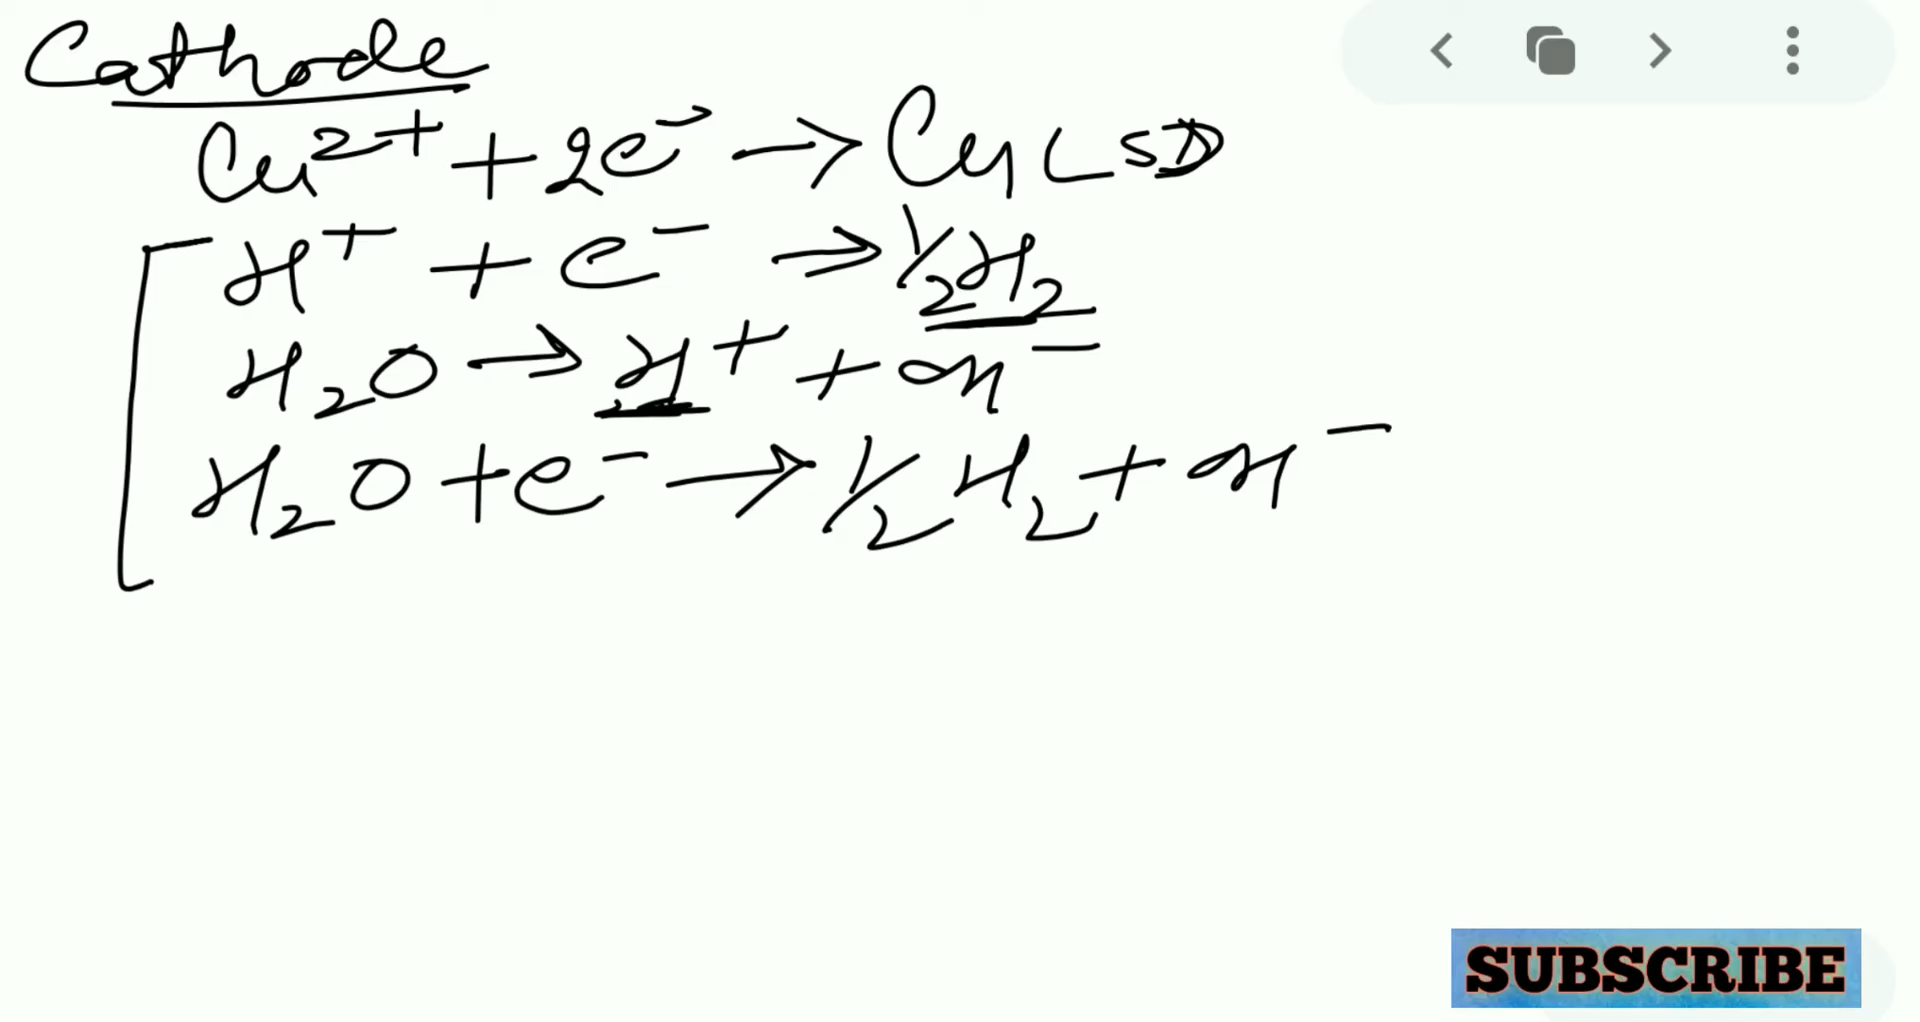 Cathode
Cu²⁺ + 2e⁻ → Cu(s)
H⁺ + e⁻ → ½H₂
H₂O → H⁺ + OH⁻
H₂O + e⁻ → ½H₂ + OH⁻
SUBSCRIBE